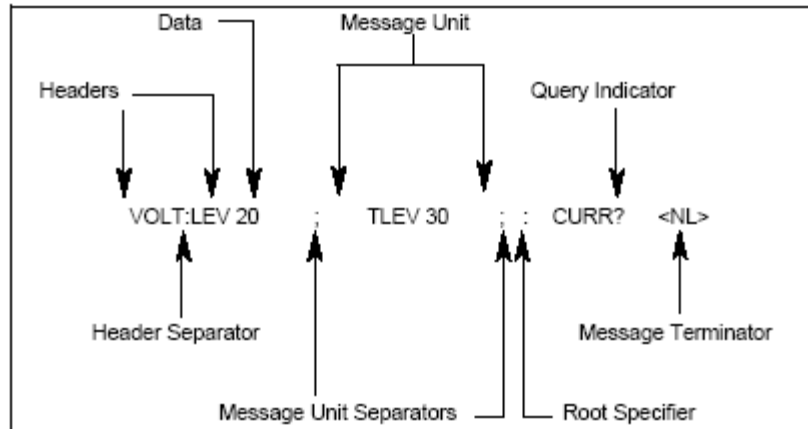 Data Message Unit
Headers Query Indicator
VOLT:LEV 20 ; TLEV 30 ; : CURR? <NL>
Header Separator Message Terminator
Message Unit Separators Root Specifier